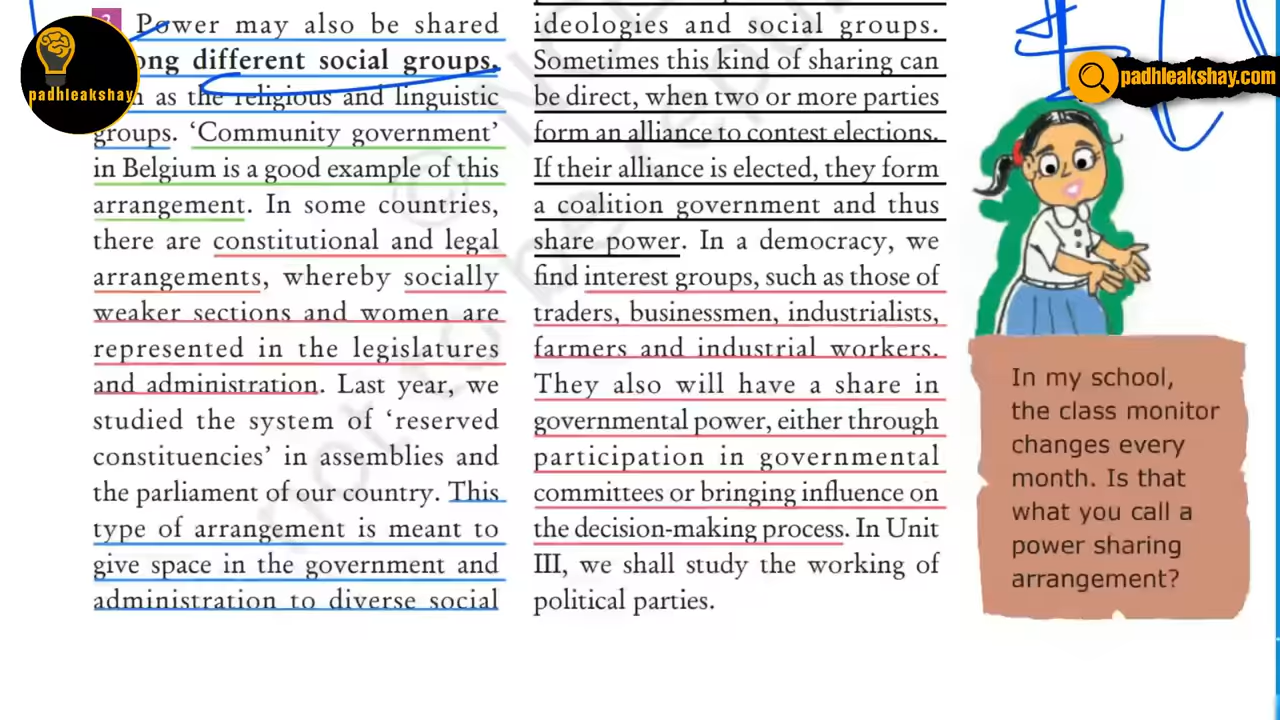 3
Power may also be shared
ong different social groups,
as the religious and linguistic
groups. ‘Community government’
in Belgium is a good example of this
arrangement. In some countries,
there are constitutional and legal
arrangements, whereby socially
weaker sections and women are
represented in the legislatures
and administration. Last year, we
studied the system of ‘reserved
constituencies’ in assemblies and
the parliament of our country. This
type of arrangement is meant to
give space in the government and
administration to diverse social
ideologies and social groups.
Sometimes this kind of sharing can
be direct, when two or more parties
form an alliance to contest elections.
If their alliance is elected, they form
a coalition government and thus
share power. In a democracy, we
find interest groups, such as those of
traders, businessmen, industrialists,
farmers and industrial workers.
They also will have a share in
governmental power, either through
participation in governmental
committees or bringing influence on
the decision-making process. In Unit
III, we shall study the working of
political parties.
In my school,
the class monitor
changes every
month. Is that
what you call a
power sharing
arrangement?
padhleakshay
padhleakshay.com
not to be repu